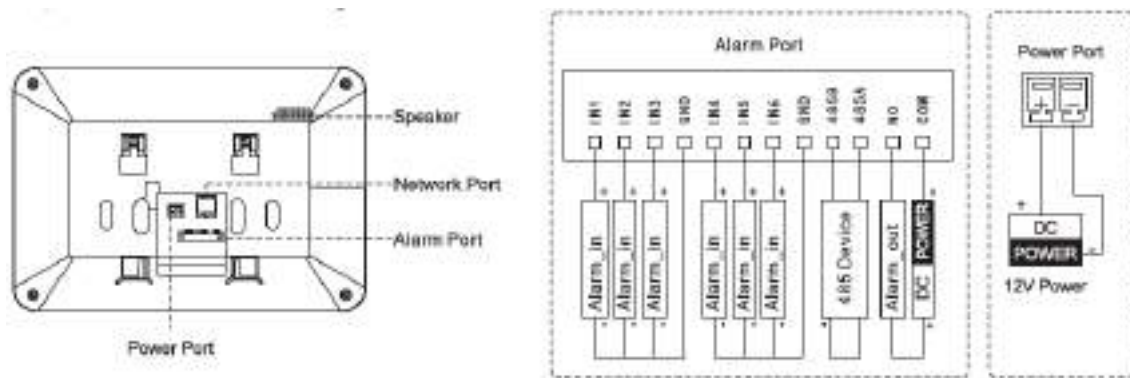 Speaker
Network Port
Alarm Port
Power Port
Alarm Port
IN1
IN2
IN3
GND
IN4
IN5
IN6
GND
485B
485A
NO
COM
Alarm_in
Alarm_in
Alarm_in
Alarm_in
Alarm_in
Alarm_in
485 Device
Alarm_out
DC POWER
Power Port
+ -
+
DC
POWER
-
12V Power